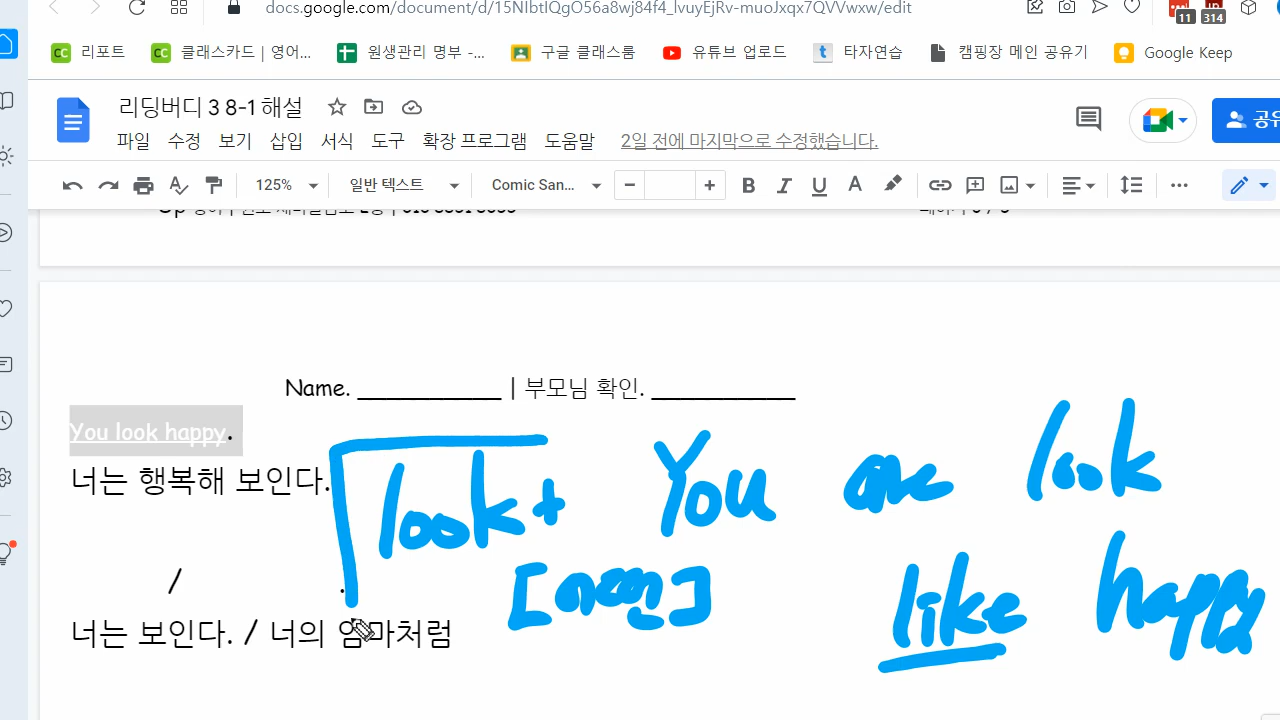 docs.google.com/document/d/15NIbtIQgO56a8wj84f4_lvuyEjRv-muoJxqx7QVVwxw/edit
11 314
리포트 클래스카드 | 영어... 원생관리 명부 -... 구글 클래스룸 유튜브 업로드 타자연습 캠핑장 메인 공유기 Google Keep
리딩버디 3 8-1 해설
공유
파일 수정 보기 삽입 서식 도구 확장 프로그램 도움말 2일 전에 마지막으로 수정했습니다.
125% 일반 텍스트 Comic San... − + B I U A
Name. ___________ | 부모님 확인. ___________
You look happy.
너는 행복해 보인다.
look+ You are look
[어떤] like happy
/ .
너는 보인다. / 너의 엄마처럼